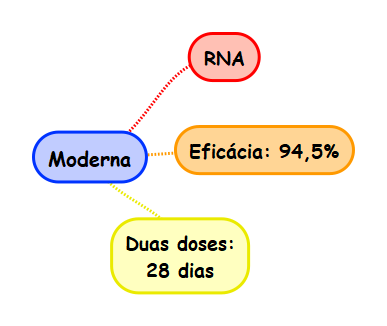 RNA
Moderna
Eficácia: 94,5%
Duas doses:
28 dias